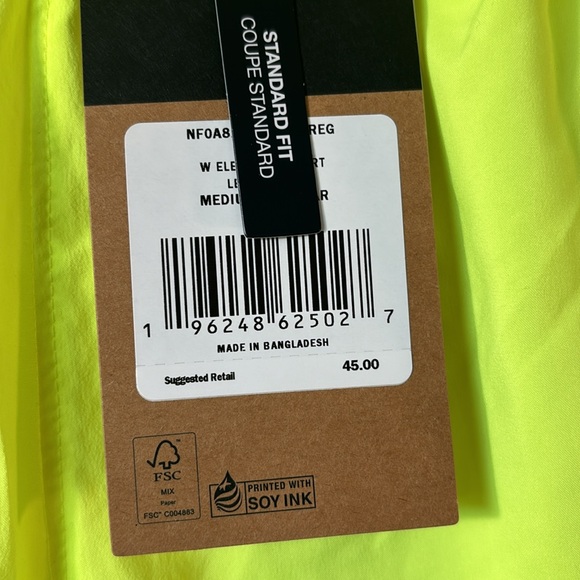 STANDARD FIT
COUPE STANDARD
NF0A8 REG
W ELE RT
LE
MEDIU AR
1 96248 62502 7
MADE IN BANGLADESH
Suggested Retail 45.00
FSC
MIX
Paper
FSC® C004863
PRINTED WITH
SOY INK